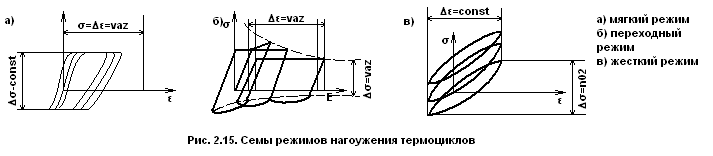 а)
σ=Δε=vaz
Δσ-const
ε
б)
σ
Δε=vaz
Δσ=vaz
E
в)
Δε=const
σ
ε
Δσ=n02
а) мягкий режим
б) переходный
режим
в) жесткий режим
Рис. 2.15. Семы режимов нагоужения термоциклов